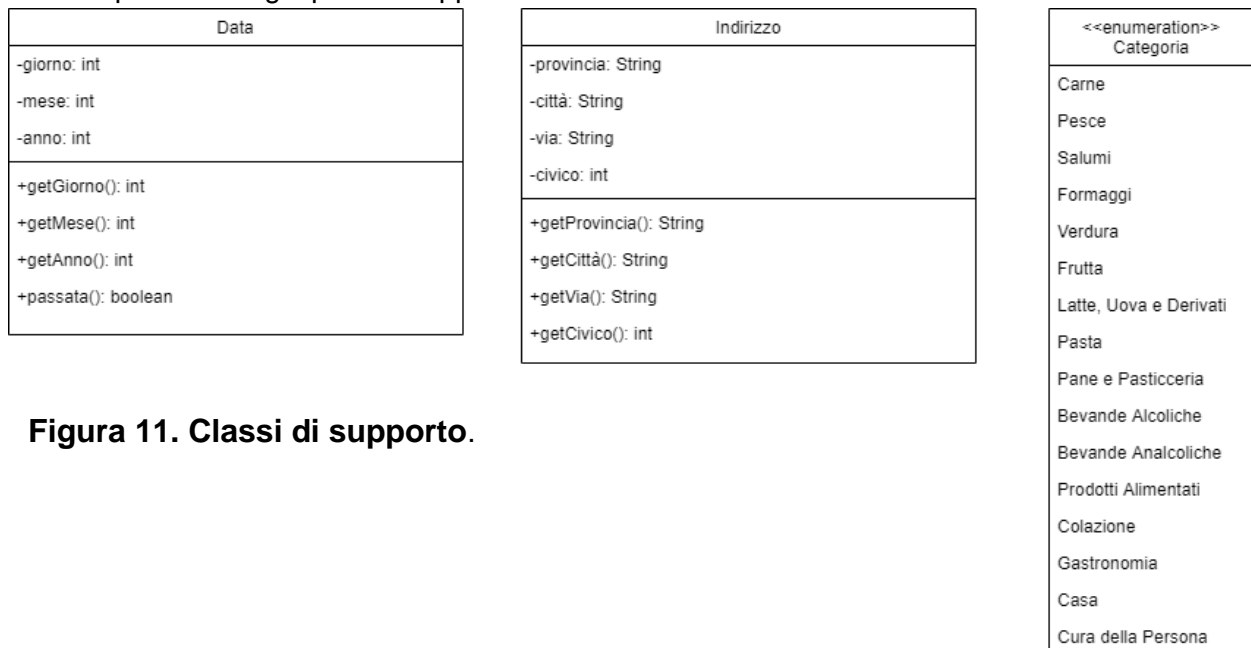 Data
-giorno: int
-mese: int
-anno: int
+getGiorno(): int
+getMese(): int
+getAnno(): int
+passata(): boolean
Indirizzo
-provincia: String
-città: String
-via: String
-civico: int
+getProvincia(): String
+getCittà(): String
+getVia(): String
+getCivico(): int
<<enumeration>>
Categoria
Carne
Pesce
Salumi
Formaggi
Verdura
Frutta
Latte, Uova e Derivati
Pasta
Pane e Pasticceria
Bevande Alcoliche
Bevande Analcoliche
Prodotti Alimentati
Colazione
Gastronomia
Casa
Cura della Persona
Figura 11. Classi di supporto.